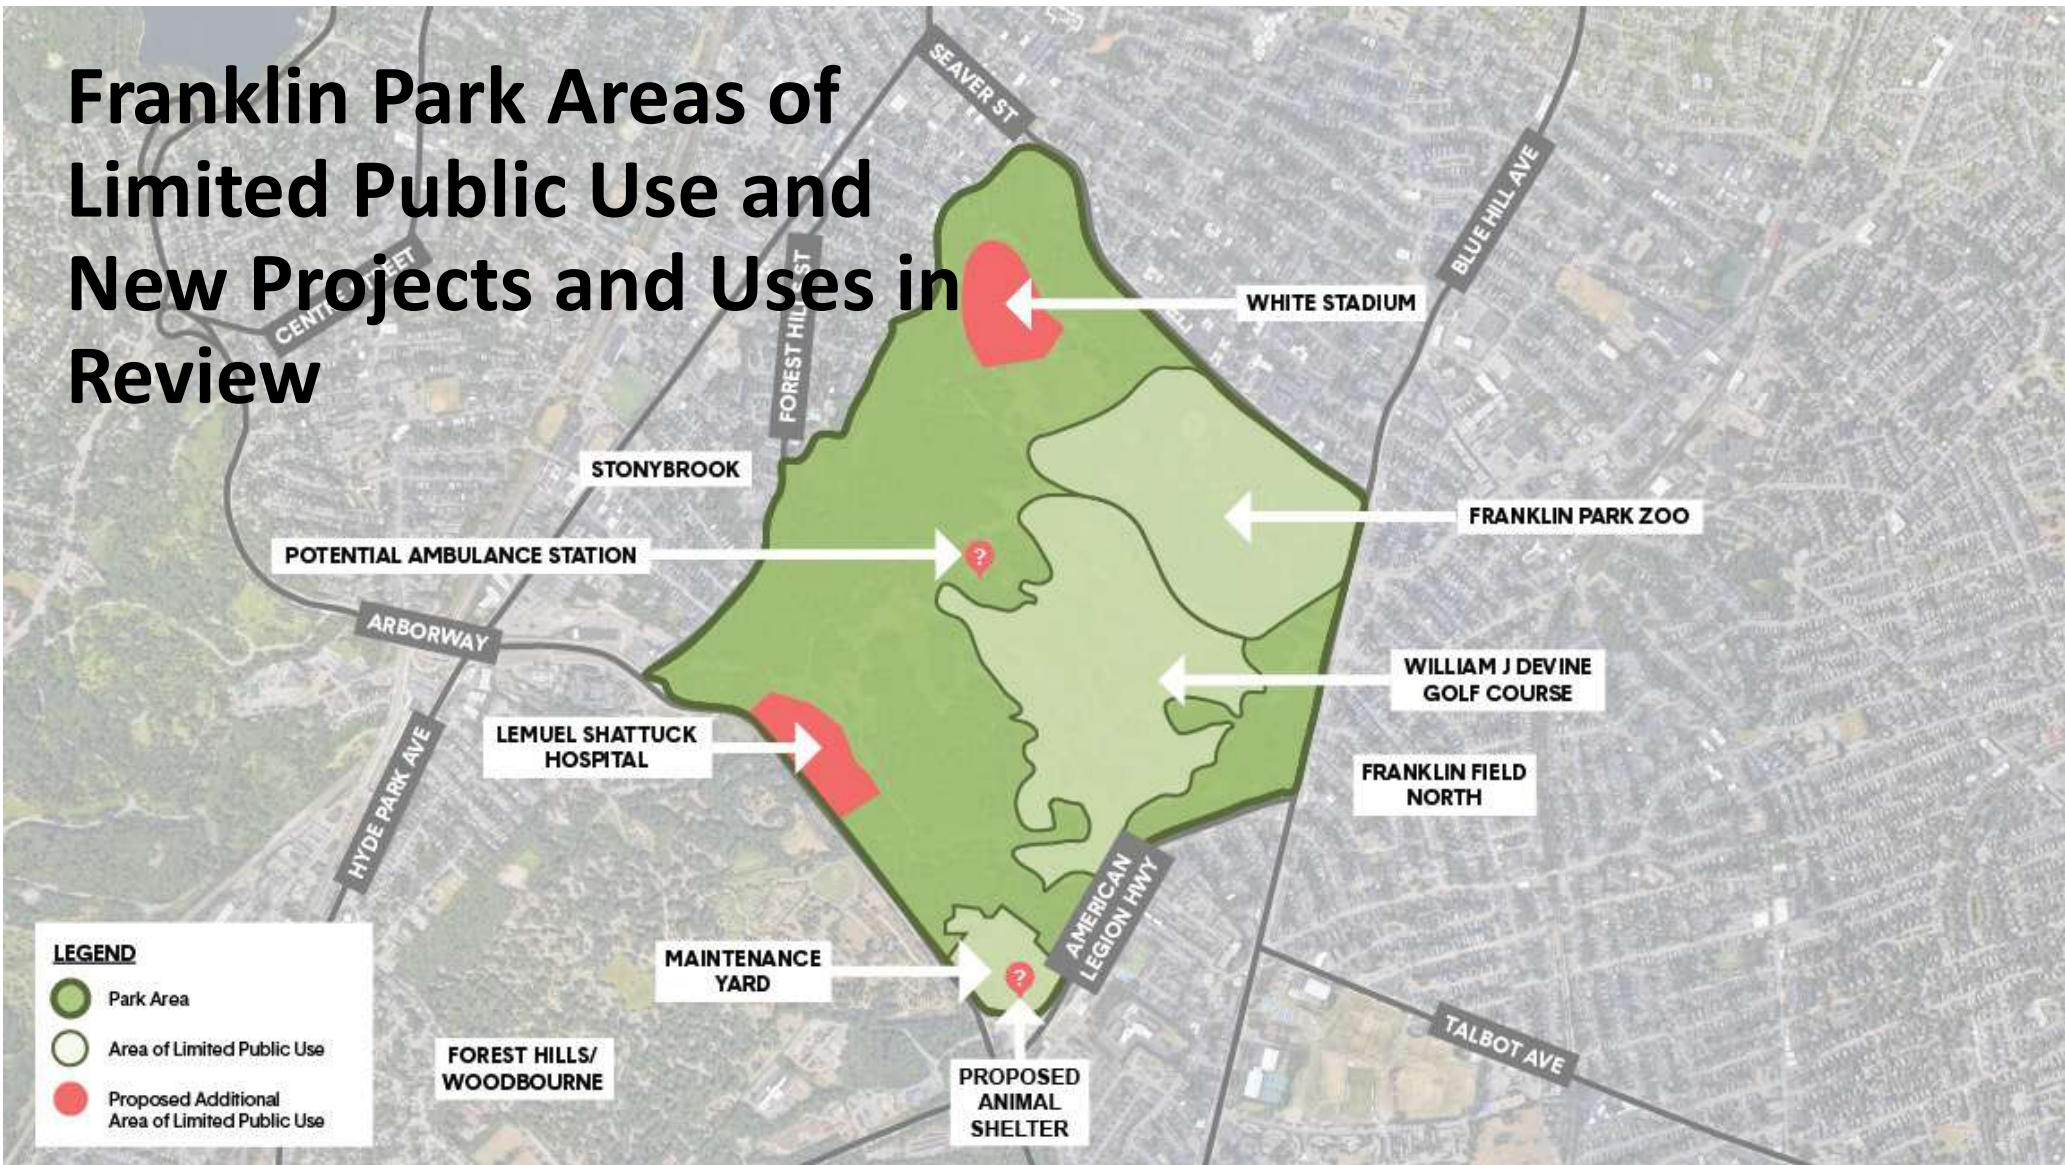 Franklin Park Areas of
Limited Public Use and
New Projects and Uses in
Review
SEAVER ST
BLUE HILL AVE
CENTRE STREET
FOREST HILLS ST
WHITE STADIUM
STONYBROOK
FRANKLIN PARK ZOO
POTENTIAL AMBULANCE STATION
?
ARBORWAY
WILLIAM J DEVINE
GOLF COURSE
LEMUEL SHATTUCK
HOSPITAL
HYDE PARK AVE
FRANKLIN FIELD
NORTH
AMERICAN
LEGION HWY
MAINTENANCE
YARD
?
TALBOT AVE
LEGEND
Park Area
Area of Limited Public Use
Proposed Additional
Area of Limited Public Use
FOREST HILLS/
WOODBOURNE
PROPOSED
ANIMAL
SHELTER